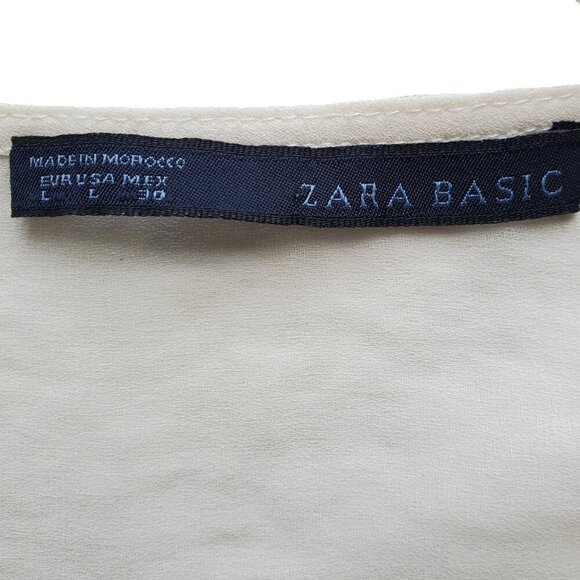 MADE IN MOROCCO
EUR USA MEX
L L 30
ZARA BASIC